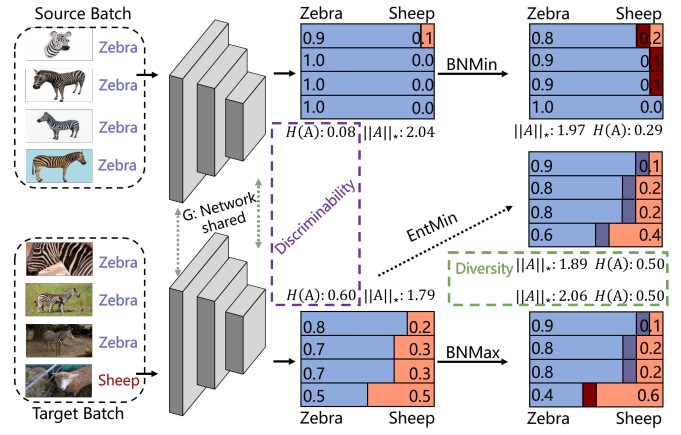 Source Batch
Zebra
Zebra
Zebra
Zebra
Zebra Sheep
0.9 0.1
1.0 0.0
1.0 0.0
1.0 0.0
H(A): 0.08 ||A||⋆: 2.04
BNMin
Zebra Sheep
0.8 0.2
0.9 0.1
0.9 0.1
1.0 0.0
||A||⋆: 1.97 H(A): 0.29
G: Network
shared
Discriminability
EntMin
0.9 0.1
0.8 0.2
0.8 0.2
0.6 0.4
Diversity ||A||⋆: 1.89 H(A): 0.50
||A||⋆: 2.06 H(A): 0.50
Zebra
Zebra
Zebra
Sheep
Target Batch
H(A): 0.60 ||A||⋆: 1.79
0.8 0.2
0.7 0.3
0.7 0.3
0.5 0.5
Zebra Sheep
BNMax
0.9 0.1
0.8 0.2
0.8 0.2
0.4 0.6
Zebra Sheep